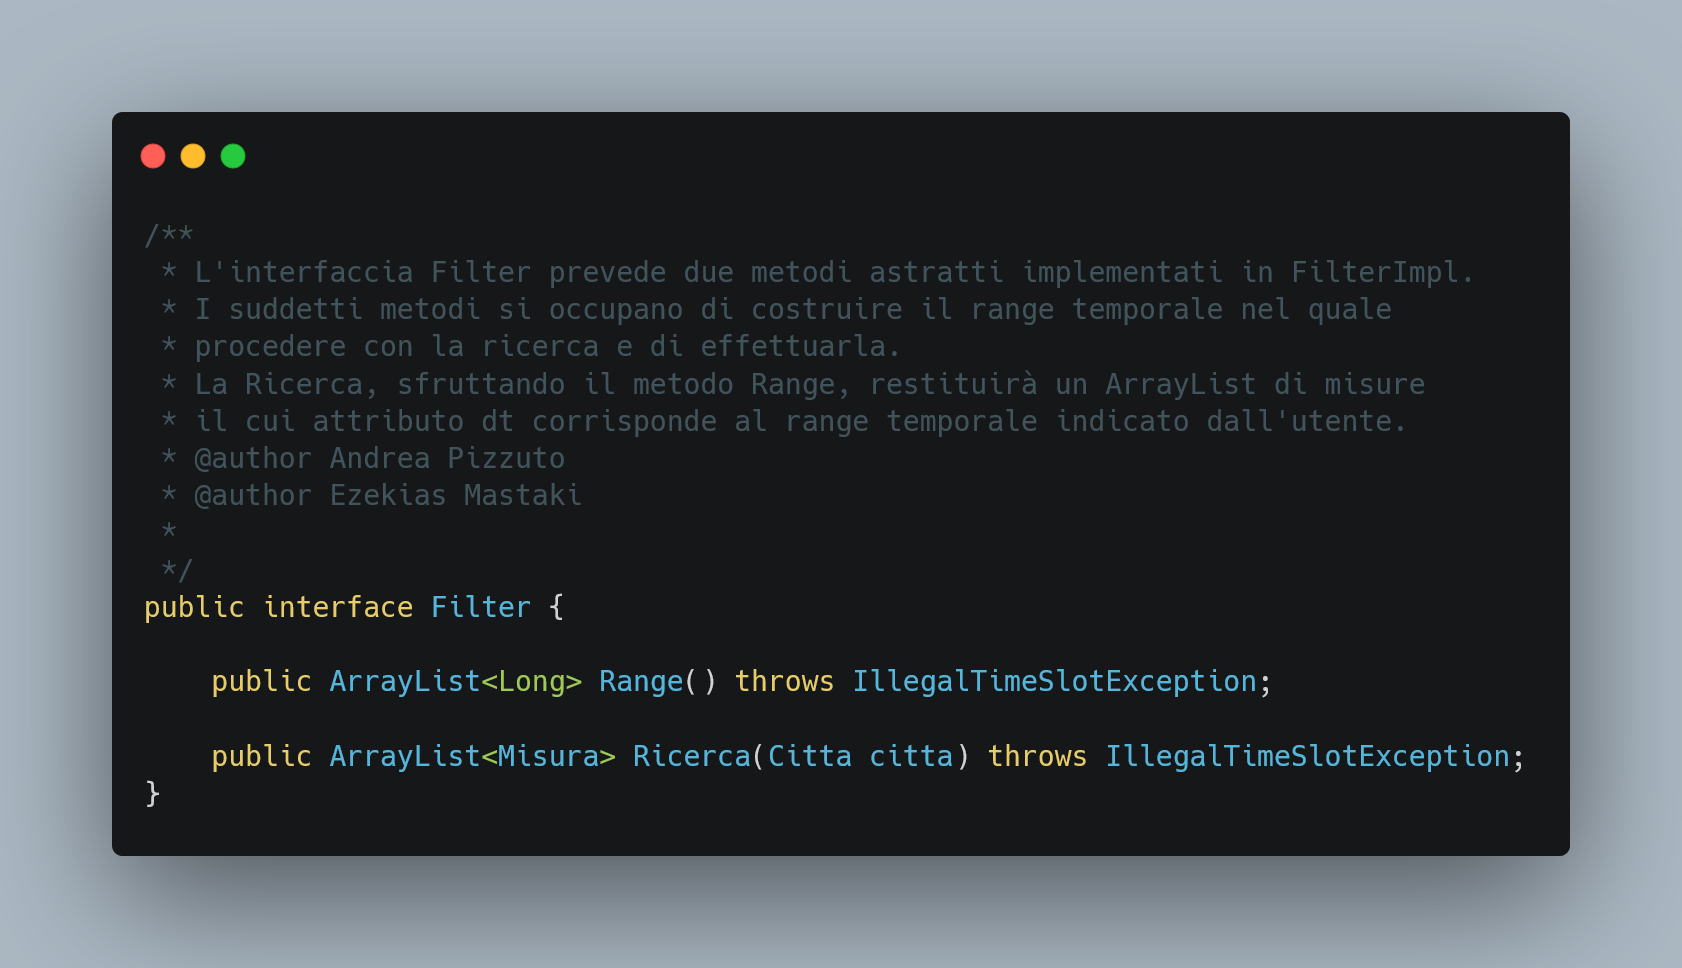 /**
 * L'interfaccia Filter prevede due metodi astratti implementati in FilterImpl.
 * I suddetti metodi si occupano di costruire il range temporale nel quale
 * procedere con la ricerca e di effettuarla.
 * La Ricerca, sfruttando il metodo Range, restituirà un ArrayList di misure
 * il cui attributo dt corrisponde al range temporale indicato dall'utente.
 * @author Andrea Pizzuto
 * @author Ezekias Mastaki
 *
 */
public interface Filter {
    public ArrayList<Long> Range() throws IllegalTimeSlotException;
    public ArrayList<Misura> Ricerca(Citta citta) throws IllegalTimeSlotException;
}